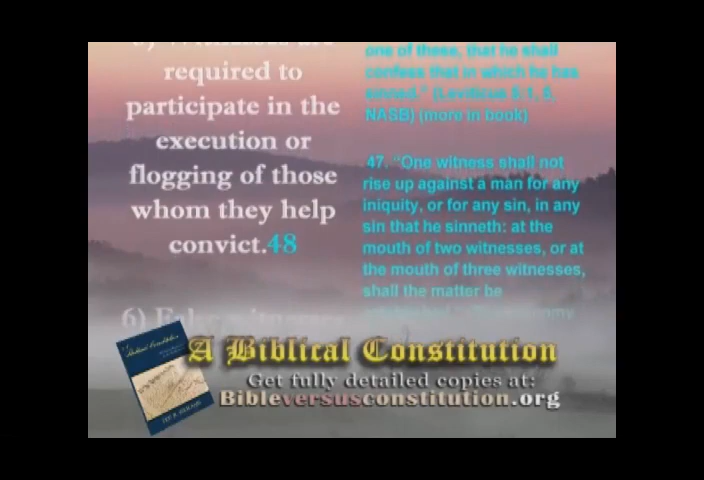 required to
participate in the
execution or
flogging of those
whom they help
convict.48
6) False witnesses
one of these, that he shall
confess that in which he has
sinned." (Leviticus 5:1, 5,
NASB) (more in book)
47. "One witness shall not
rise up against a man for any
iniquity, or for any sin, in any
sin that he sinneth: at the
mouth of two witnesses, or at
the mouth of three witnesses,
shall the matter be
A Biblical Constitution
Get fully detailed copies at:
Bibleversusconstitution.org